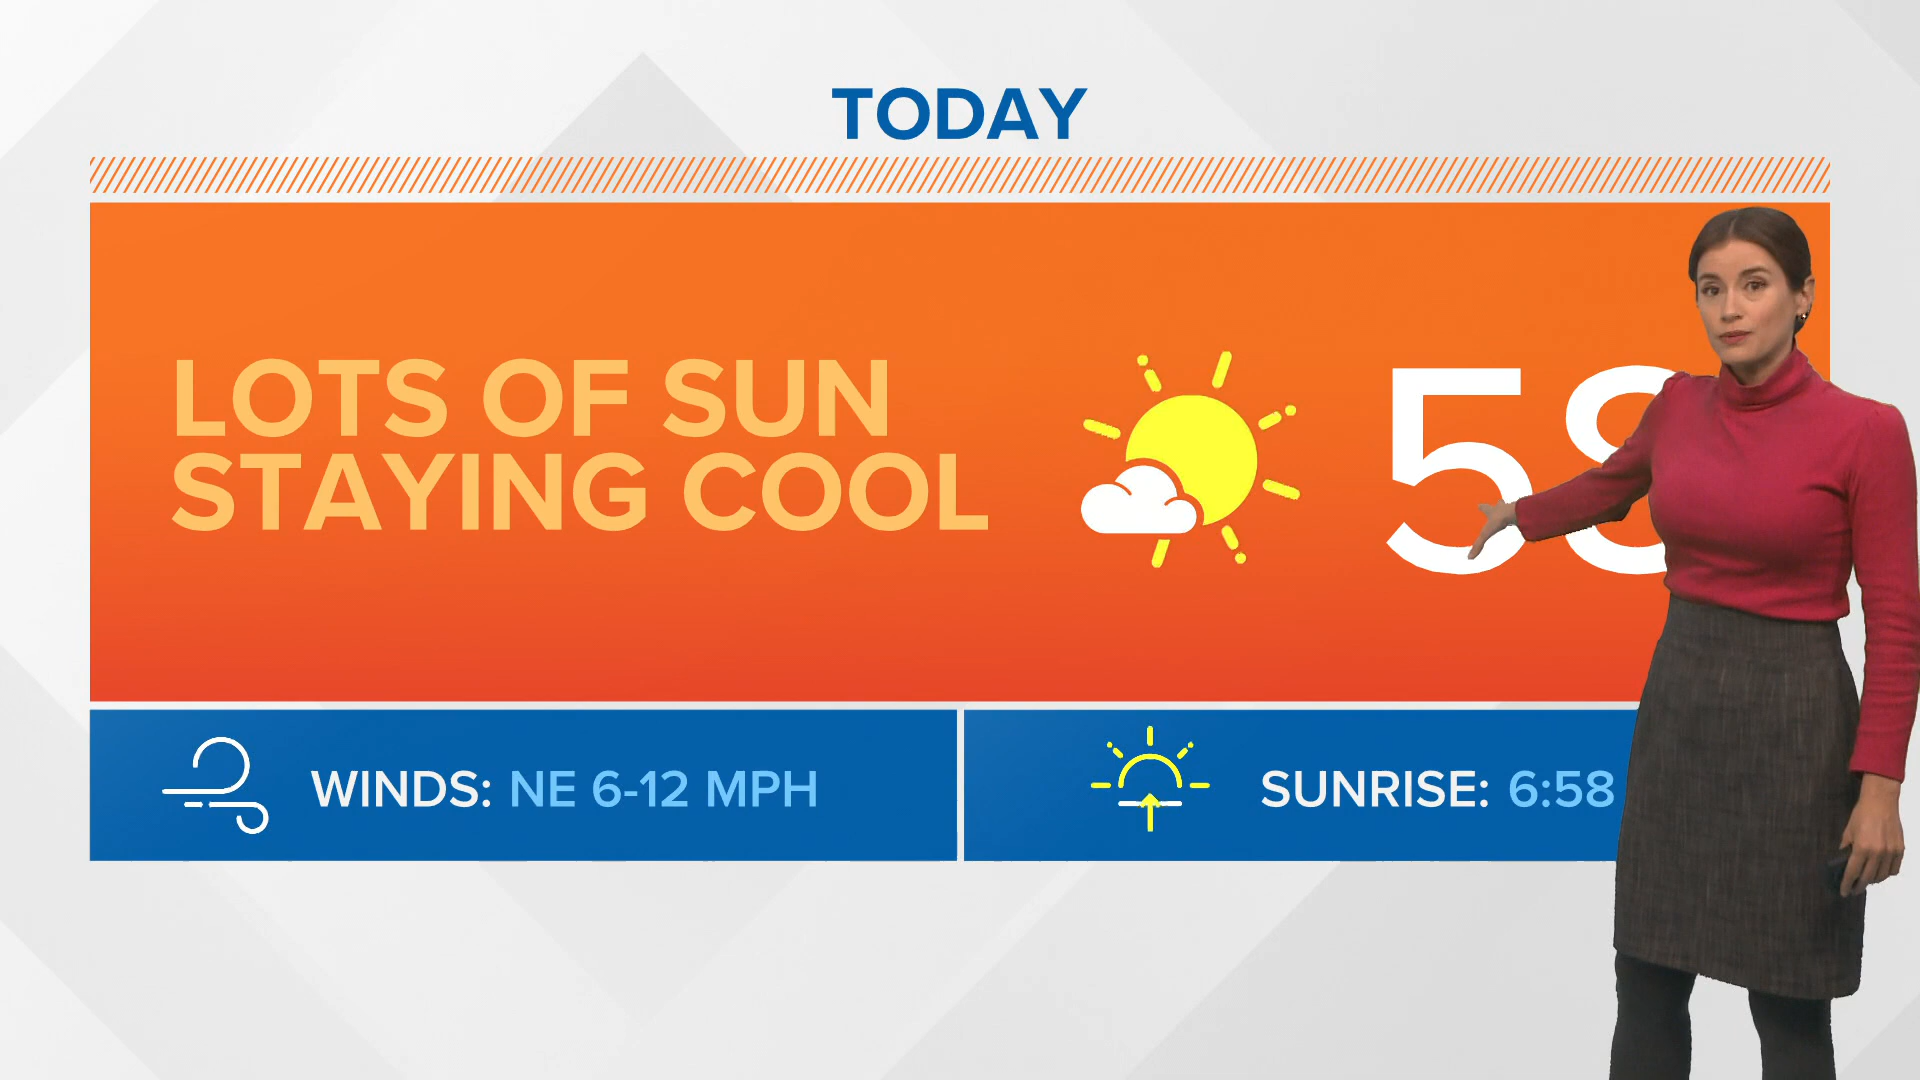 TODAY
LOTS OF SUN
STAYING COOL
WINDS: NE 6-12 MPH
SUNRISE: 6:58